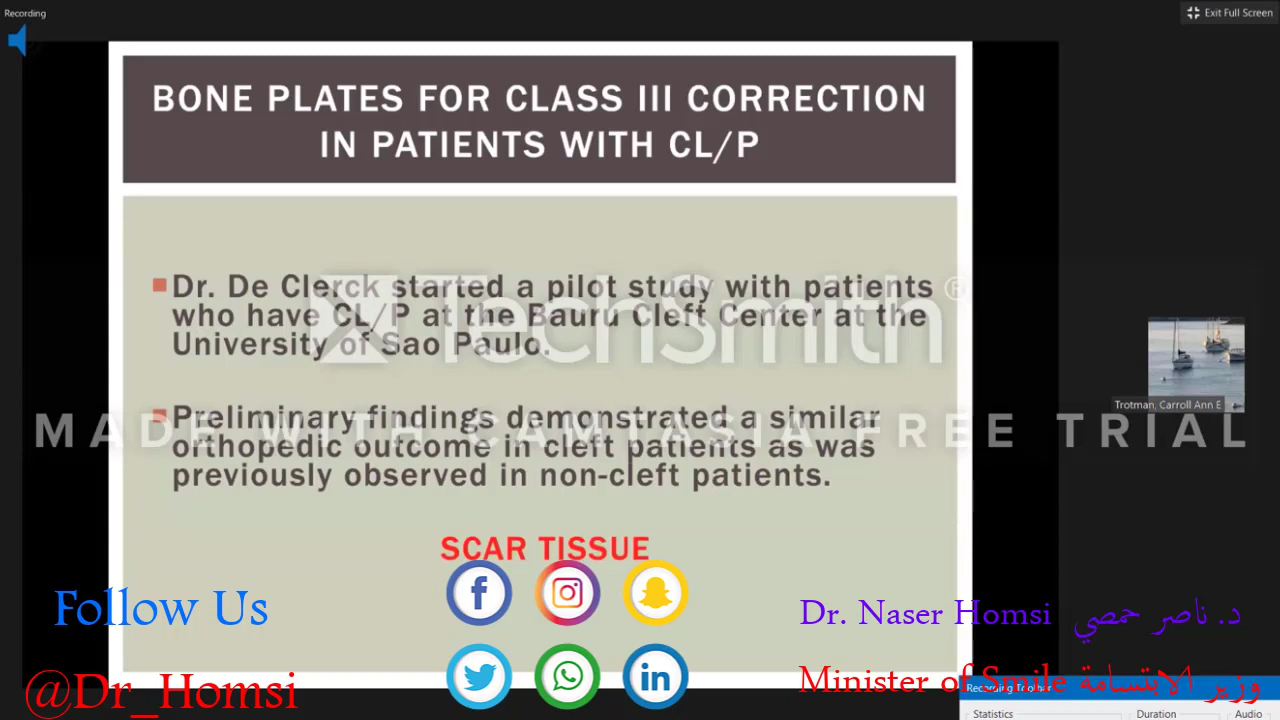 Recording
Exit Full Screen
BONE PLATES FOR CLASS III CORRECTION
IN PATIENTS WITH CL/P
Dr. De Clerck started a pilot study with patients
who have CL/P at the Bauru Cleft Center at the
University of Sao Paulo.
TechSmith®
Trotman, Carroll Ann E
Preliminary findings demonstrated a similar
MADE WITH CAMTASIA FREE TRIAL
orthopedic outcome in cleft patients as was
previously observed in non-cleft patients.
SCAR TISSUE
Follow Us
Dr. Naser Homsi د. ناصر حمصي
@Dr_Homsi
Minister of Smile وزير الابتسامة
Recording Toolbar
Statistics
Duration
Audio